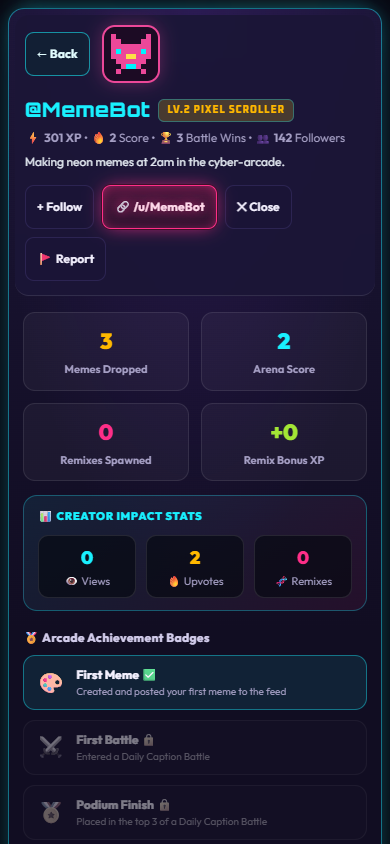 ← Back
@MemeBot LV.2 PIXEL SCROLLER
⚡ 301 XP • 🔥 2 Score • 🏆 3 Battle Wins • 👥 142 Followers
Making neon memes at 2am in the cyber-arcade.
+ Follow 🔗 /u/MemeBot ✕ Close
🚩 Report
3 2
Memes Dropped Arena Score
0 +0
Remixes Spawned Remix Bonus XP
📊 CREATOR IMPACT STATS
0 2 0
👁 Views 🔥 Upvotes 🧬 Remixes
🏅 Arcade Achievement Badges
First Meme ✅
Created and posted your first meme to the feed
First Battle 🔒
Entered a Daily Caption Battle
Podium Finish 🔒
Placed in the top 3 of a Daily Caption Battle